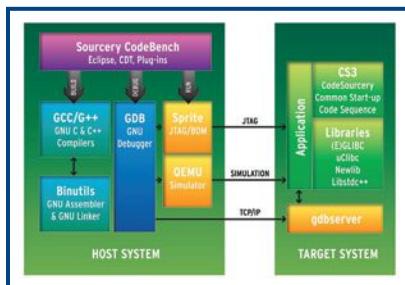 Sourcery CodeBench
Eclipse, CDT, Plug-ins
BUILD
DEBUG
RUN
GCC/G++
GNU C & C++
Compilers
Binutils
GNU Assembler
& GNU Linker
GDB
GNU
Debugger
Sprite
JTAG/BDM
QEMU
Simulator
JTAG
SIMULATION
TCP/IP
HOST SYSTEM
Application
CS3
CodeSourcery
Common Start-up
Code Sequence
Libraries
(E)GLIBC
uClibc
Newlib
Libstdc++
gdbserver
TARGET SYSTEM